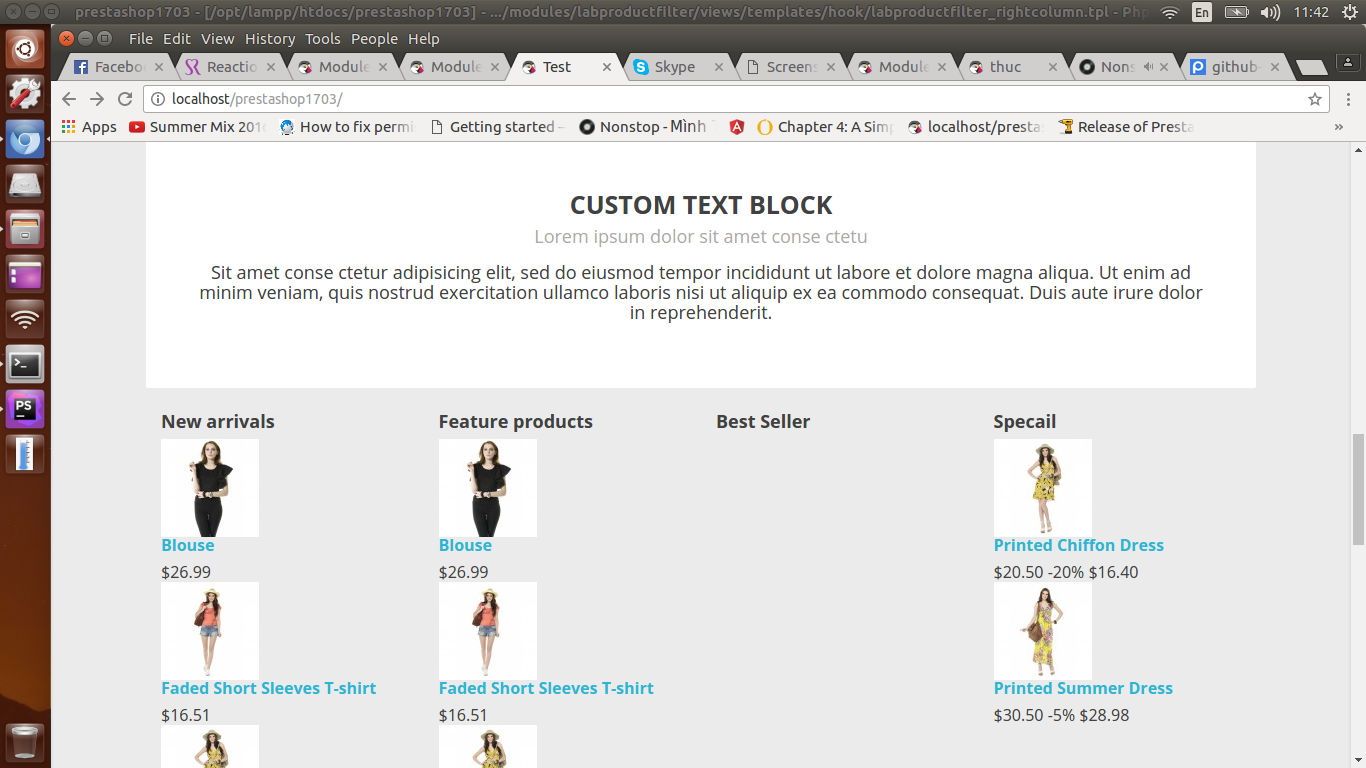 prestashop1703 - [/opt/lampp/htdocs/prestashop1703] - .../modules/labproductfilter/views/templates/hook/labproductfilter_rightcolumn.tpl - Php
En
11:42
File Edit View History Tools People Help
Facebo
Reactio
Module
Module
Test
Skype
Screens
Module
thuc
Nons
github-
localhost/prestashop1703/
Apps
Summer Mix 201
How to fix permi
Getting started –
Nonstop - Mình
Chapter 4: A Sim
localhost/presta
Release of Presta
»
CUSTOM TEXT BLOCK
Lorem ipsum dolor sit amet conse ctetu
Sit amet conse ctetur adipisicing elit, sed do eiusmod tempor incididunt ut labore et dolore magna aliqua. Ut enim ad
minim veniam, quis nostrud exercitation ullamco laboris nisi ut aliquip ex ea commodo consequat. Duis aute irure dolor
in reprehenderit.
New arrivals
Blouse
$26.99
Faded Short Sleeves T-shirt
$16.51
Feature products
Blouse
$26.99
Faded Short Sleeves T-shirt
$16.51
Best Seller
Specail
Printed Chiffon Dress
$20.50 -20% $16.40
Printed Summer Dress
$30.50 -5% $28.98
PS